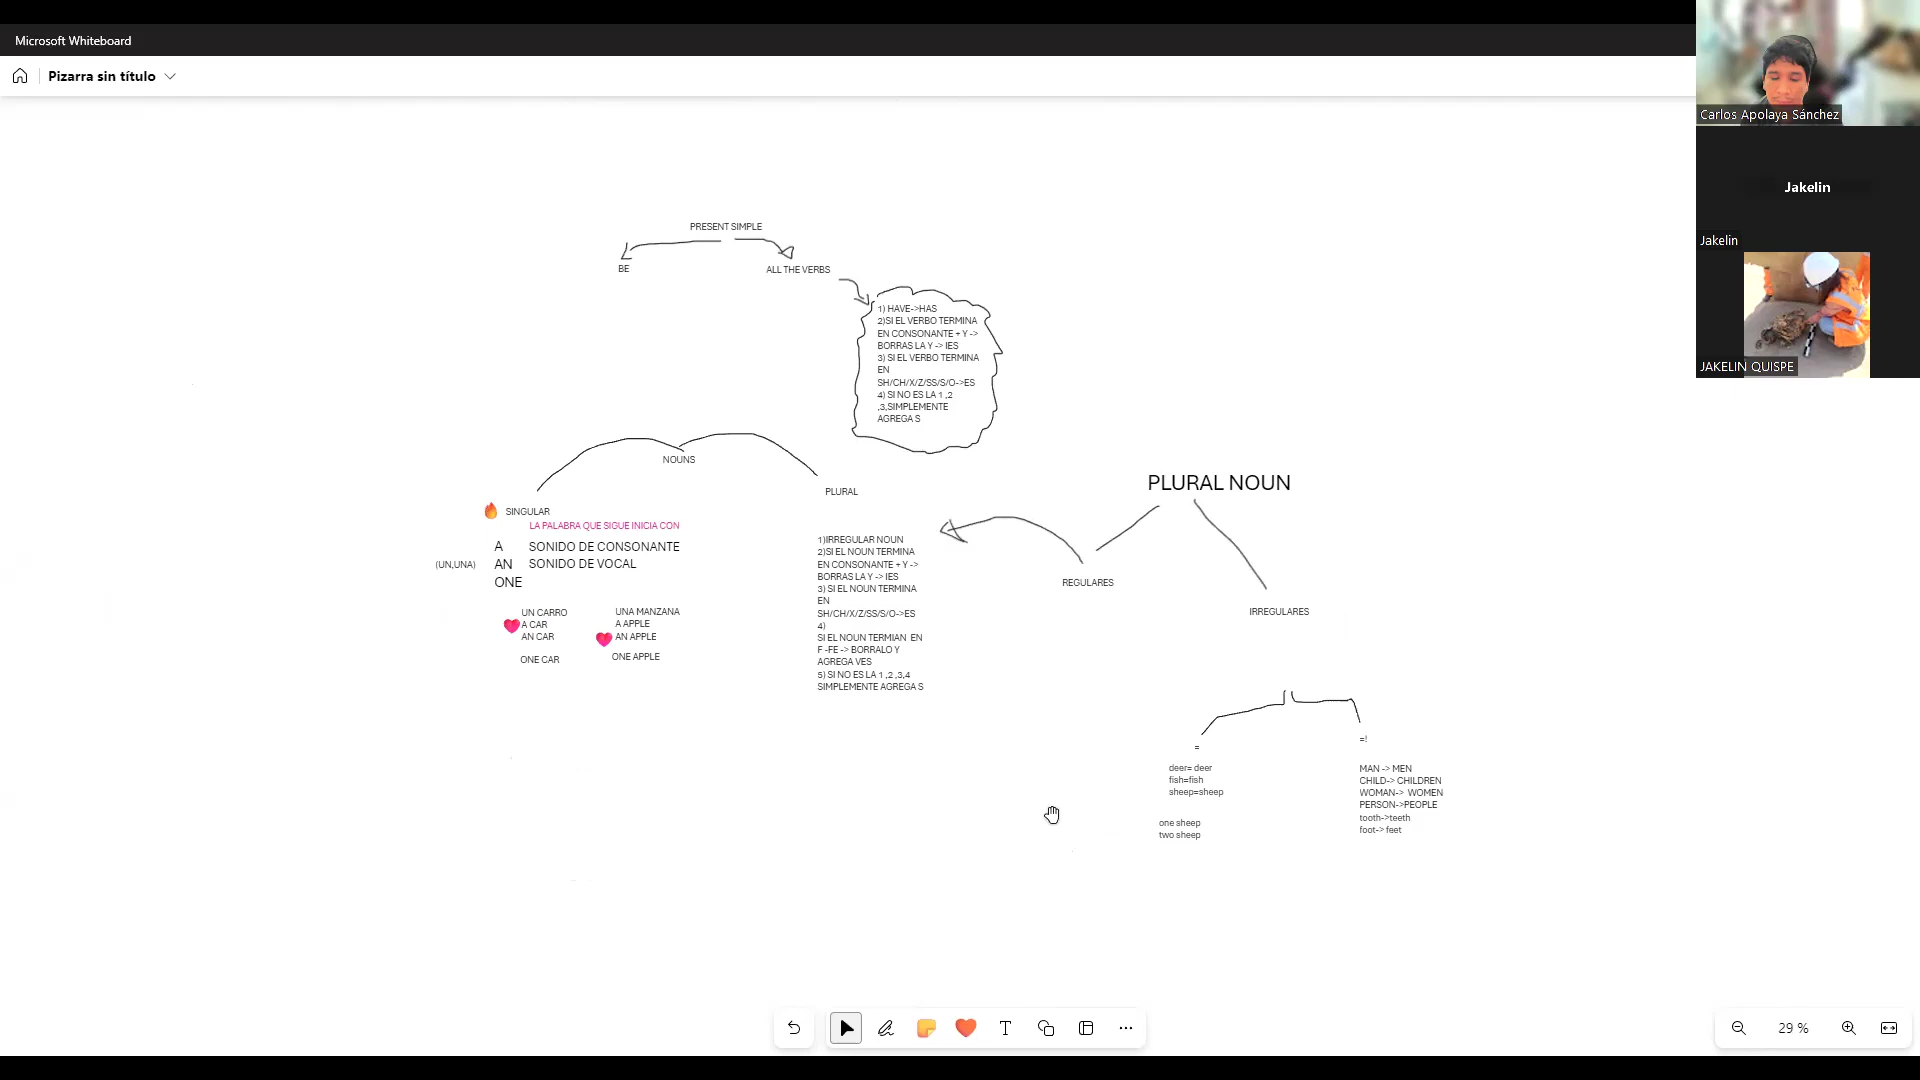 Microsoft Whiteboard
Pizarra sin título
Carlos Apolaya Sánchez
Jakelin
Jakelin
JAKELIN QUISPE
PRESENT SIMPLE
BE
ALL THE VERBS
1) HAVE->HAS
2)SI EL VERBO TERMINA
EN CONSONANTE + Y ->
BORRAS LA Y -> IES
3) SI EL VERBO TERMINA
EN
SH/CH/X/Z/SS/S/O->ES
4) SI NO ES LA 1 ,2
,3,SIMPLEMENTE
AGREGA S
NOUNS
SINGULAR
LA PALABRA QUE SIGUE INICIA CON
A SONIDO DE CONSONANTE
(UN,UNA) AN SONIDO DE VOCAL
ONE
UN CARRO
A CAR
AN CAR
ONE CAR
UNA MANZANA
A APPLE
AN APPLE
ONE APPLE
PLURAL
1)IRREGULAR NOUN
2)SI EL NOUN TERMINA
EN CONSONANTE + Y ->
BORRAS LA Y -> IES
3) SI EL NOUN TERMINA
EN
SH/CH/X/Z/SS/S/O->ES
4)
SI EL NOUN TERMIAN EN
F -FE -> BORRALO Y
AGREGA VES
5) SI NO ES LA 1 ,2 ,3,4
SIMPLEMENTE AGREGA S
PLURAL NOUN
REGULARES
IRREGULARES
=
deer= deer
fish=fish
sheep=sheep
one sheep
two sheep
=!
MAN -> MEN
CHILD-> CHILDREN
WOMAN-> WOMEN
PERSON->PEOPLE
tooth->teeth
foot-> feet
29 %